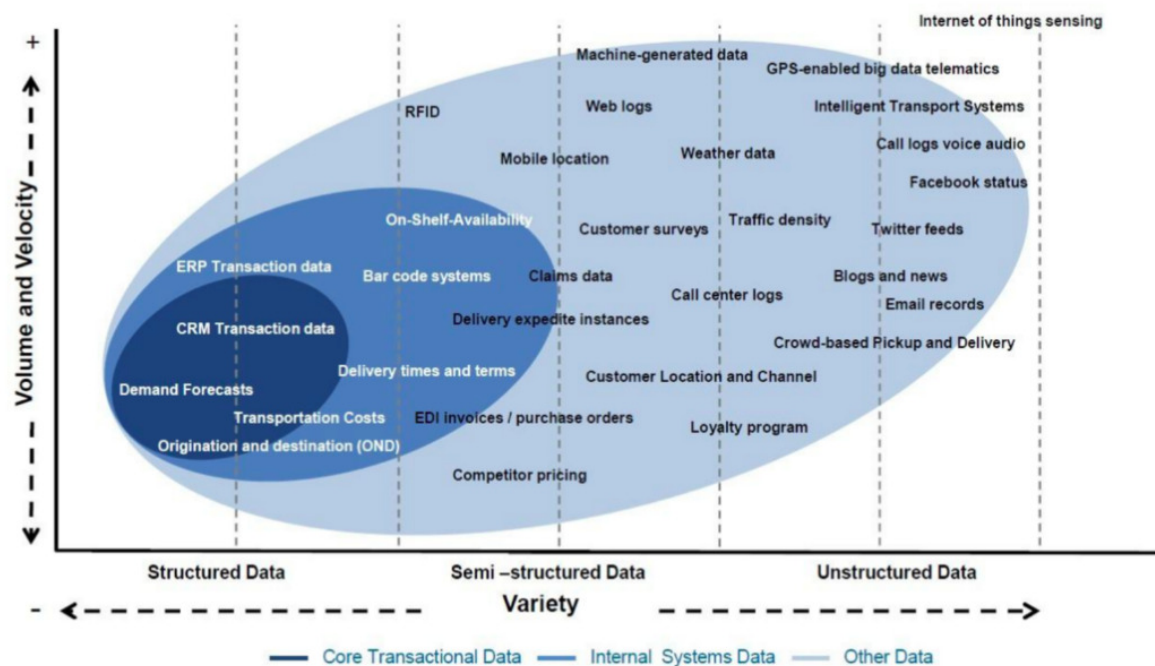 Internet of things sensing
+
Machine-generated data
GPS-enabled big data telematics
RFID
Web logs
Intelligent Transport Systems
Mobile location
Weather data
Call logs voice audio
Facebook status
On-Shelf-Availability
Customer surveys
Traffic density
Twitter feeds
ERP Transaction data
Bar code systems
Claims data
Blogs and news
Call center logs
Email records
CRM Transaction data
Delivery expedite instances
Crowd-based Pickup and Delivery
Demand Forecasts
Delivery times and terms
Customer Location and Channel
Transportation Costs
EDI invoices / purchase orders
Loyalty program
Origination and destination (OND)
Competitor pricing
Volume and Velocity
-
Structured Data
Semi –structured Data
Unstructured Data
-
Variety
+
Core Transactional Data
Internal Systems Data
Other Data